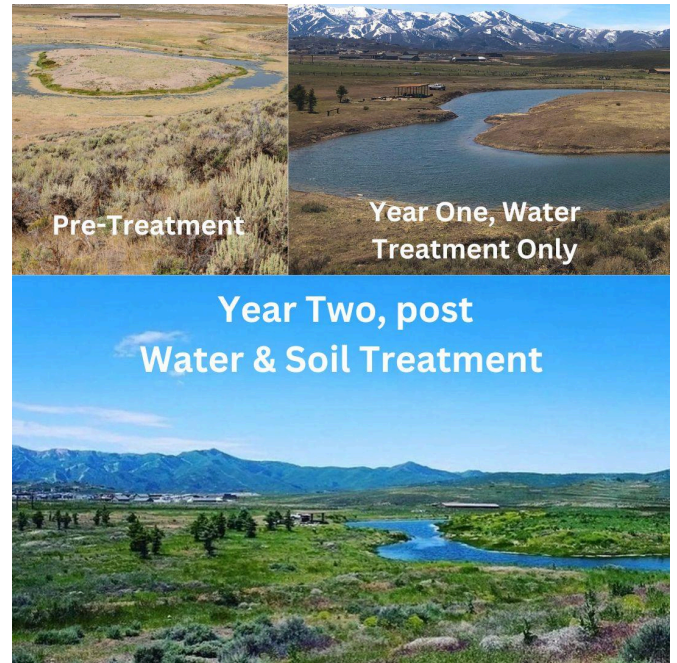 Pre-Treatment
Year One, Water
Treatment Only
Year Two, post
Water & Soil Treatment